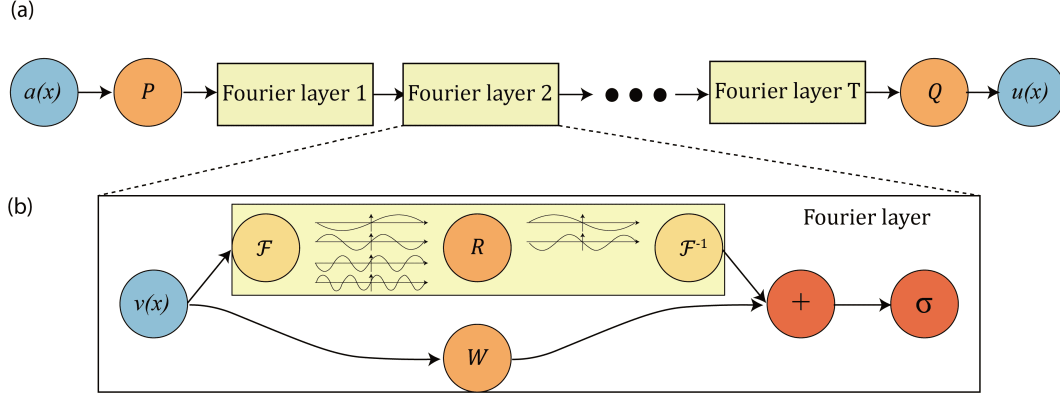 (a)
a(x) P Fourier layer 1 Fourier layer 2 ●●● Fourier layer T Q u(x)
(b)
Fourier layer
ℱ R ℱ⁻¹
v(x) + σ
W